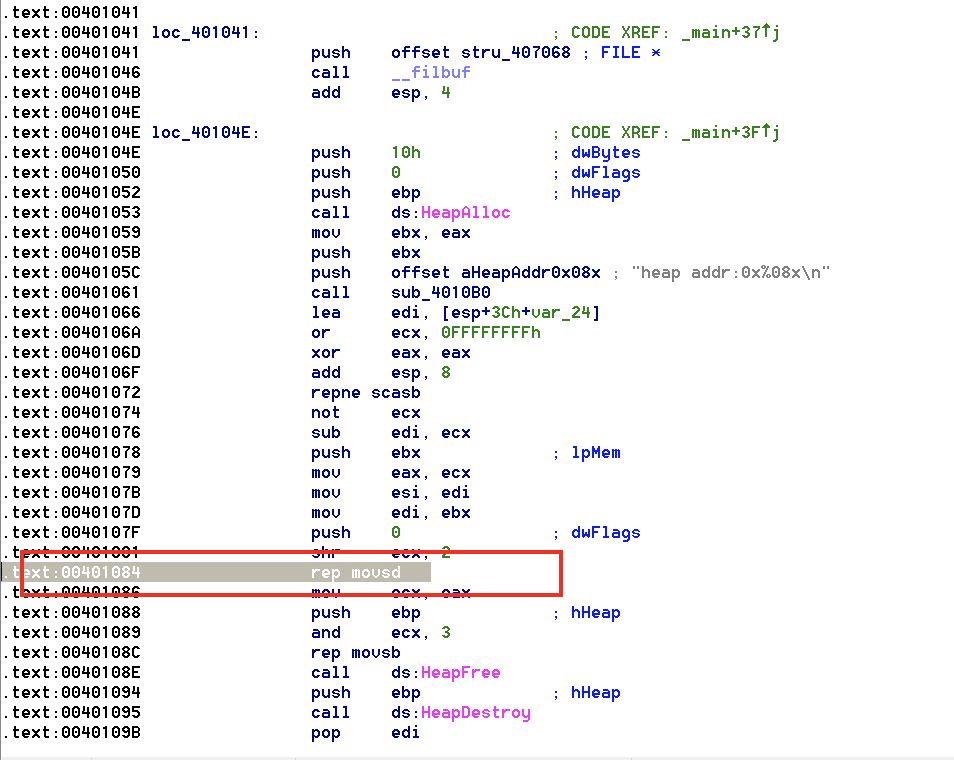 .text:00401041
.text:00401041 loc_401041: ; CODE XREF: _main+37↑j
.text:00401041 push offset stru_407068 ; FILE *
.text:00401046 call __filbuf
.text:0040104B add esp, 4
.text:0040104E
.text:0040104E loc_40104E: ; CODE XREF: _main+3F↑j
.text:0040104E push 10h ; dwBytes
.text:00401050 push 0 ; dwFlags
.text:00401052 push ebp ; hHeap
.text:00401053 call ds:HeapAlloc
.text:00401059 mov ebx, eax
.text:0040105B push ebx
.text:0040105C push offset aHeapAddr0x08x ; "heap addr:0x%08x\n"
.text:00401061 call sub_4010B0
.text:00401066 lea edi, [esp+3Ch+var_24]
.text:0040106A or ecx, 0FFFFFFFFh
.text:0040106D xor eax, eax
.text:0040106F add esp, 8
.text:00401072 repne scasb
.text:00401074 not ecx
.text:00401076 sub edi, ecx
.text:00401078 push ebx ; lpMem
.text:00401079 mov eax, ecx
.text:0040107B mov esi, edi
.text:0040107D mov edi, ebx
.text:0040107F push 0 ; dwFlags
.text:00401081 shr ecx, 2
.text:00401084 rep movsd
.text:00401086 mov ecx, eax
.text:00401088 push ebp ; hHeap
.text:00401089 and ecx, 3
.text:0040108C rep movsb
.text:0040108E call ds:HeapFree
.text:00401094 push ebp ; hHeap
.text:00401095 call ds:HeapDestroy
.text:0040109B pop edi